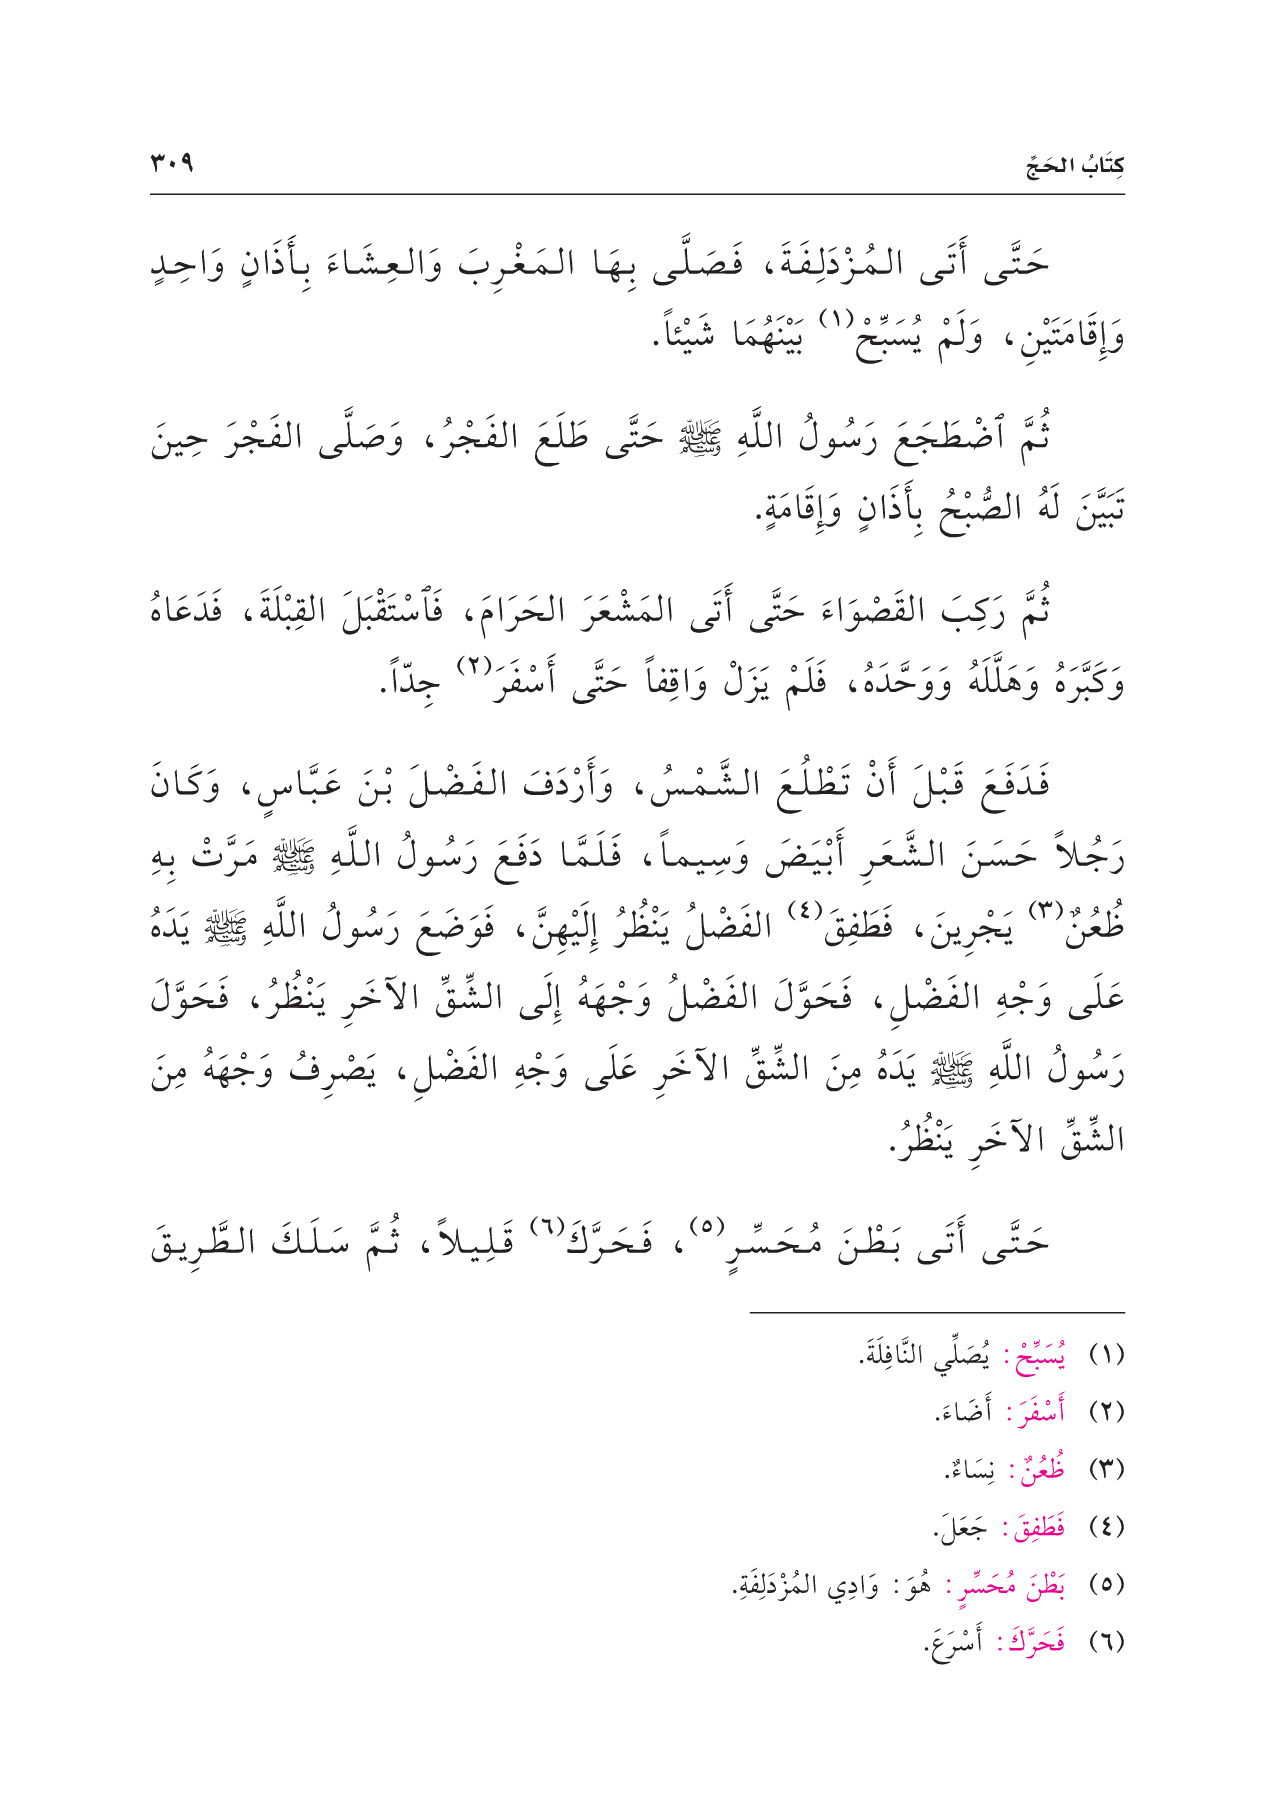 كِتَابُ الحَجِّ ٣٠٩
حَتَّى أَتَى المُزْدَلِفَةَ، فَصَلَّى بِهَا المَغْرِبَ وَالعِشَاءَ بِأَذَانٍ وَاحِدٍ
وَإِقَامَتَيْنِ، وَلَمْ يُسَبِّحْ(١) بَيْنَهُمَا شَيْئاً.
ثُمَّ ٱضْطَجَعَ رَسُولُ اللَّهِ ﷺ حَتَّى طَلَعَ الفَجْرُ، وَصَلَّى الفَجْرَ حِينَ
تَبَيَّنَ لَهُ الصُّبْحُ بِأَذَانٍ وَإِقَامَةٍ.
ثُمَّ رَكِبَ القَصْوَاءَ حَتَّى أَتَى المَشْعَرَ الحَرَامَ، فَٱسْتَقْبَلَ القِبْلَةَ، فَدَعَاهُ
وَكَبَّرَهُ وَهَلَّلَهُ وَوَحَّدَهُ، فَلَمْ يَزَلْ وَاقِفاً حَتَّى أَسْفَرَ(٢) جِدّاً.
فَدَفَعَ قَبْلَ أَنْ تَطْلُعَ الشَّمْسُ، وَأَرْدَفَ الفَضْلَ بْنَ عَبَّاسٍ، وَكَانَ
رَجُلاً حَسَنَ الشَّعَرِ أَبْيَضَ وَسِيماً، فَلَمَّا دَفَعَ رَسُولُ اللَّهِ ﷺ مَرَّتْ بِهِ
ظُعُنٌ(٣) يَجْرِينَ، فَطَفِقَ(٤) الفَضْلُ يَنْظُرُ إِلَيْهِنَّ، فَوَضَعَ رَسُولُ اللَّهِ ﷺ يَدَهُ
عَلَى وَجْهِ الفَضْلِ، فَحَوَّلَ الفَضْلُ وَجْهَهُ إِلَى الشِّقِّ الآخَرِ يَنْظُرُ، فَحَوَّلَ
رَسُولُ اللَّهِ ﷺ يَدَهُ مِنَ الشِّقِّ الآخَرِ عَلَى وَجْهِ الفَضْلِ، يَصْرِفُ وَجْهَهُ مِنَ
الشِّقِّ الآخَرِ يَنْظُرُ.
حَتَّى أَتَى بَطْنَ مُحَسِّرٍ(٥)، فَحَرَّكَ(٦) قَلِيلاً، ثُمَّ سَلَكَ الطَّرِيقَ
(١) يُسَبِّحْ: يُصَلِّي النَّافِلَةَ.
(٢) أَسْفَرَ: أَضَاءَ.
(٣) ظُعُنٌ: نِسَاءٌ.
(٤) فَطَفِقَ: جَعَلَ.
(٥) بَطْنَ مُحَسِّرٍ: هُوَ: وَادِي المُزْدَلِفَةِ.
(٦) فَحَرَّكَ: أَسْرَعَ.